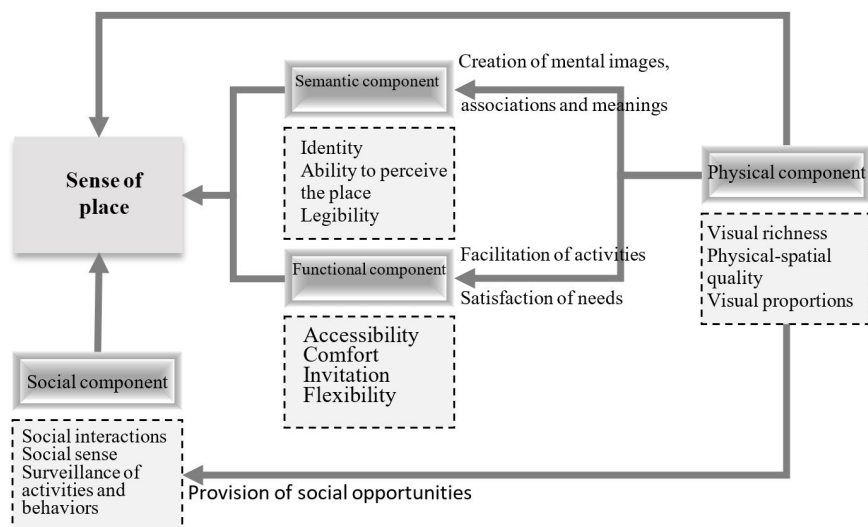 Creation of mental images,
Semantic component
associations and meanings
Identity
Ability to perceive
the place
Legibility
Sense of
place
Physical component
Visual richness
Physical-spatial
quality
Visual proportions
Facilitation of activities
Functional component
Satisfaction of needs
Accessibility
Comfort
Invitation
Flexibility
Social component
Social interactions
Social sense
Surveillance of
activities and
behaviors
Provision of social opportunities